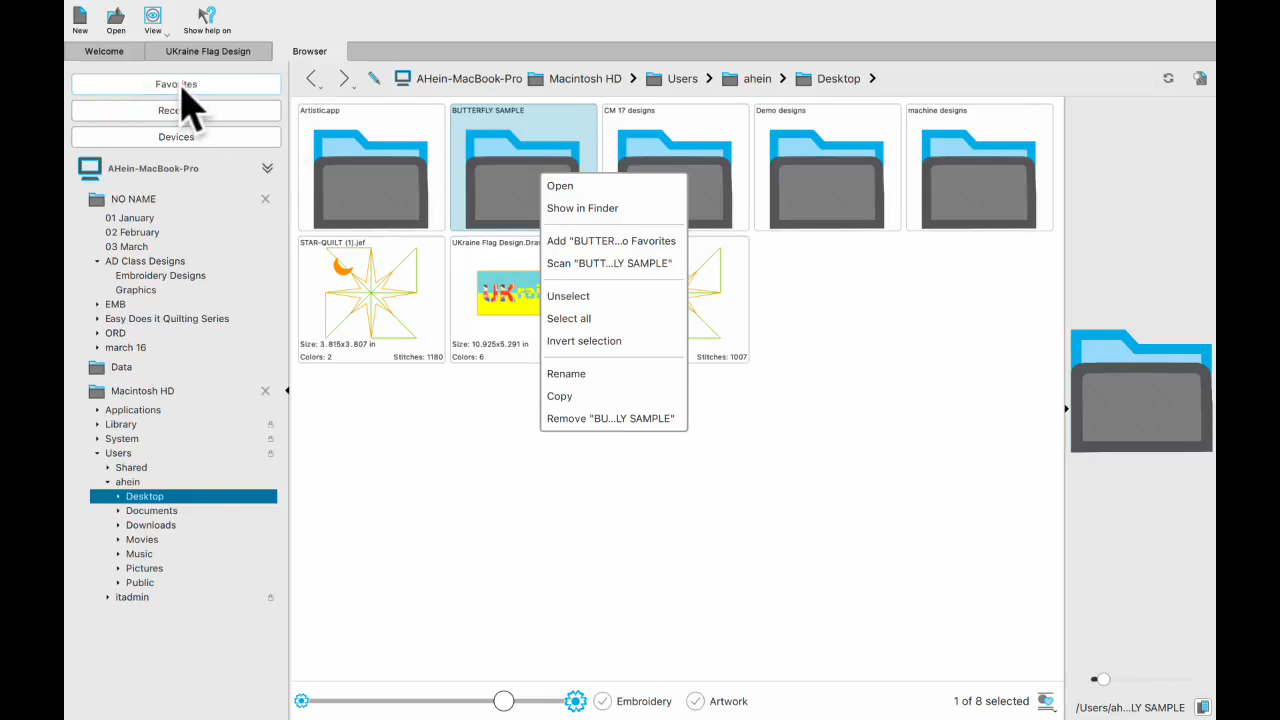 New
Open
View
Show help on
Welcome
UKraine Flag Design
Browser
Favorites
Devices
AHein-MacBook-Pro
Macintosh HD
Users
ahein
Desktop
AHein-MacBook-Pro
NO NAME
01 January
02 February
03 March
AD Class Designs
Embroidery Designs
Graphics
EMB
Easy Does it Quilting Series
ORD
march 16
Data
Macintosh HD
Applications
Library
System
Users
Shared
ahein
Desktop
Documents
Downloads
Movies
Music
Pictures
Public
itadmin
Artistic.app
BUTTERFLY SAMPLE
CM 17 designs
Demo designs
machine designs
STAR-QUILT (1).jef
Size: 3.815x3.807 in
Colors: 2
Stitches: 1180
UKraine Flag Design.Draw
UKrai
Size: 10.925x5.291 in
Colors: 6
Stitches: 1007
Open
Show in Finder
Add "BUTTER...o Favorites
Scan "BUTT...LY SAMPLE"
Unselect
Select all
Invert selection
Rename
Copy
Remove "BU...LY SAMPLE"
Embroidery
Artwork
1 of 8 selected
/Users/ah...LY SAMPLE